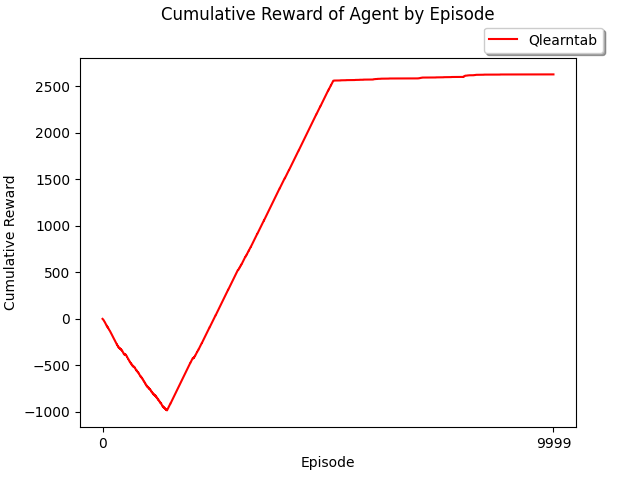 Cumulative Reward of Agent by Episode
Qlearntab
2500
2000
1500
1000
500
0
−500
−1000
Cumulative Reward
0
9999
Episode